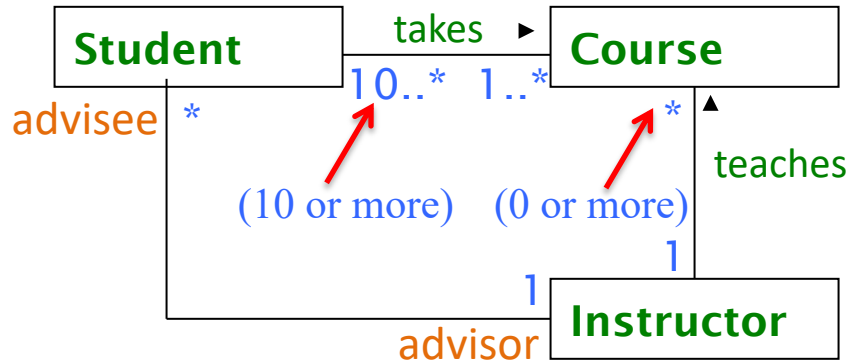 takes ►
Student
Course
10..* 1..*
advisee
*
*
▲
teaches
(10 or more) (0 or more)
1
1
Instructor
advisor